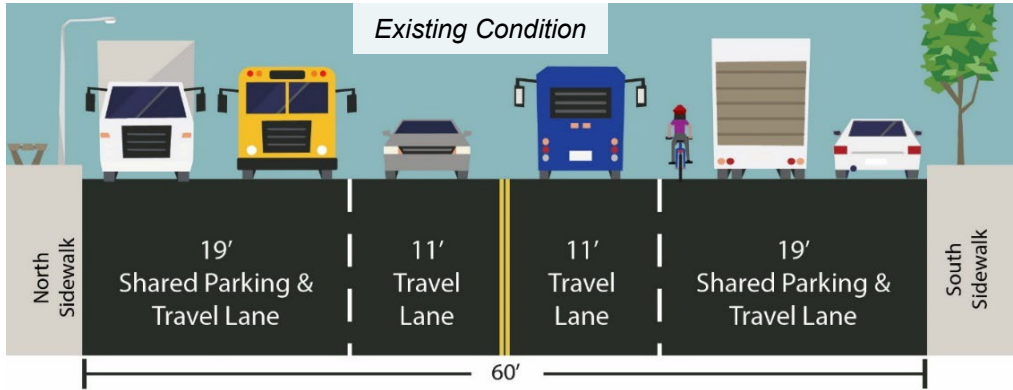 Existing Condition
North
Sidewalk
19′
Shared Parking &
Travel Lane
11′
Travel
Lane
11′
Travel
Lane
19′
Shared Parking &
Travel Lane
South
Sidewalk
60′